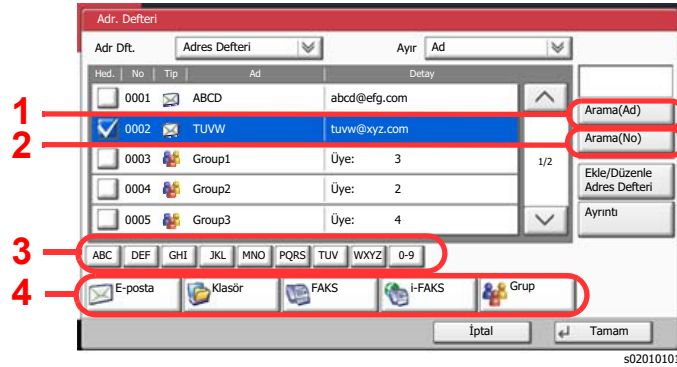 Adr. Defteri
Adr Dft. Adres Defteri Ayır Ad
Hed. No Tip Ad Detay
0001 ABCD abcd@efg.com
1 Arama(Ad)
0002 TUVW tuvw@xyz.com
2 Arama(No)
0003 Group1 Üye: 3 1/2
Ekle/Düzenle
Adres Defteri
0004 Group2 Üye: 2
Ayrıntı
0005 Group3 Üye: 4
3 ABC DEF GHI JKL MNO PQRS TUV WXYZ 0-9
4 E-posta Klasör FAKS i-FAKS Grup
İptal Tamam
s02010101